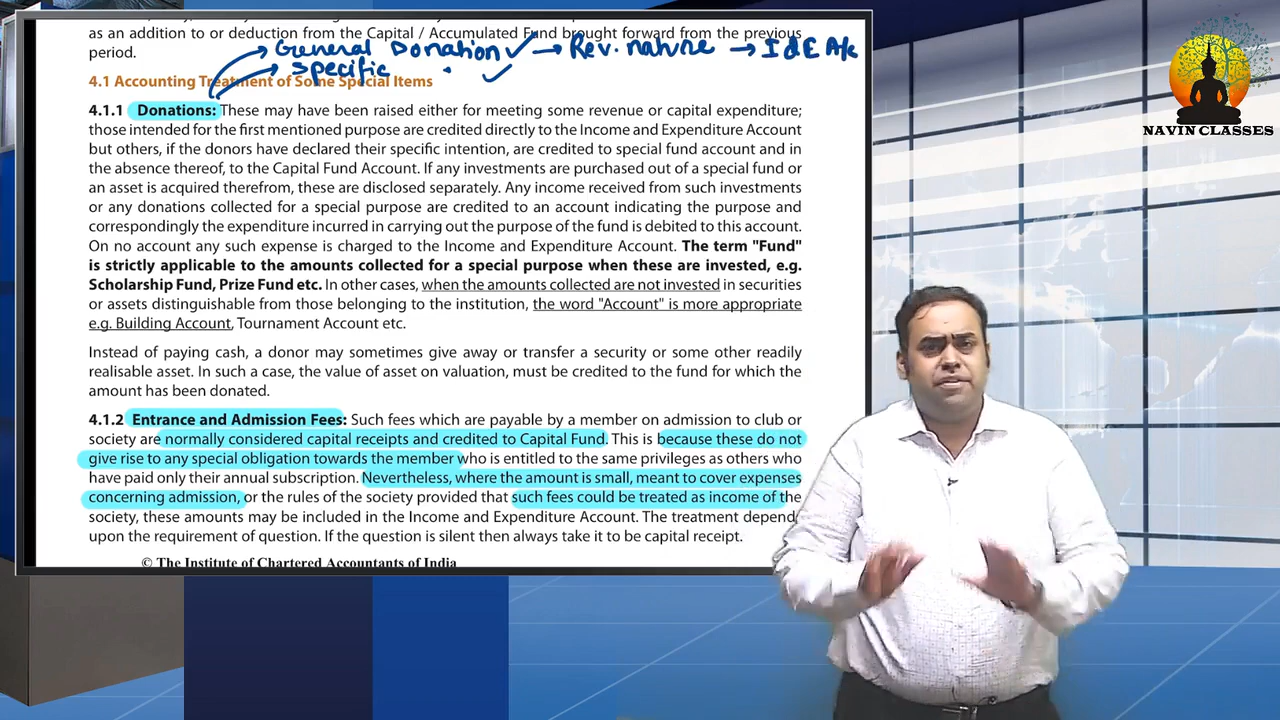 as an addition to or deduction from the Capital / Accumulated Fund brought forward from the previous
period.
General Donation ✓ → Rev. nature → I & E A/c
Specific " ✓
4.1 Accounting Treatment of Some Special Items
4.1.1 Donations: These may have been raised either for meeting some revenue or capital expenditure;
those intended for the first mentioned purpose are credited directly to the Income and Expenditure Account
but others, if the donors have declared their specific intention, are credited to special fund account and in
the absence thereof, to the Capital Fund Account. If any investments are purchased out of a special fund or
an asset is acquired therefrom, these are disclosed separately. Any income received from such investments
or any donations collected for a special purpose are credited to an account indicating the purpose and
correspondingly the expenditure incurred in carrying out the purpose of the fund is debited to this account.
On no account any such expense is charged to the Income and Expenditure Account. The term "Fund"
is strictly applicable to the amounts collected for a special purpose when these are invested, e.g.
Scholarship Fund, Prize Fund etc. In other cases, when the amounts collected are not invested in securities
or assets distinguishable from those belonging to the institution, the word "Account" is more appropriate
e.g. Building Account, Tournament Account etc.
Instead of paying cash, a donor may sometimes give away or transfer a security or some other readily
realisable asset. In such a case, the value of asset on valuation, must be credited to the fund for which the
amount has been donated.
4.1.2 Entrance and Admission Fees: Such fees which are payable by a member on admission to club or
society are normally considered capital receipts and credited to Capital Fund. This is because these do not
give rise to any special obligation towards the member who is entitled to the same privileges as others who
have paid only their annual subscription. Nevertheless, where the amount is small, meant to cover expenses
concerning admission, or the rules of the society provided that such fees could be treated as income of the
society, these amounts may be included in the Income and Expenditure Account. The treatment depend
upon the requirement of question. If the question is silent then always take it to be capital receipt.
© The Institute of Chartered Accountants of India
NAVIN CLASSES